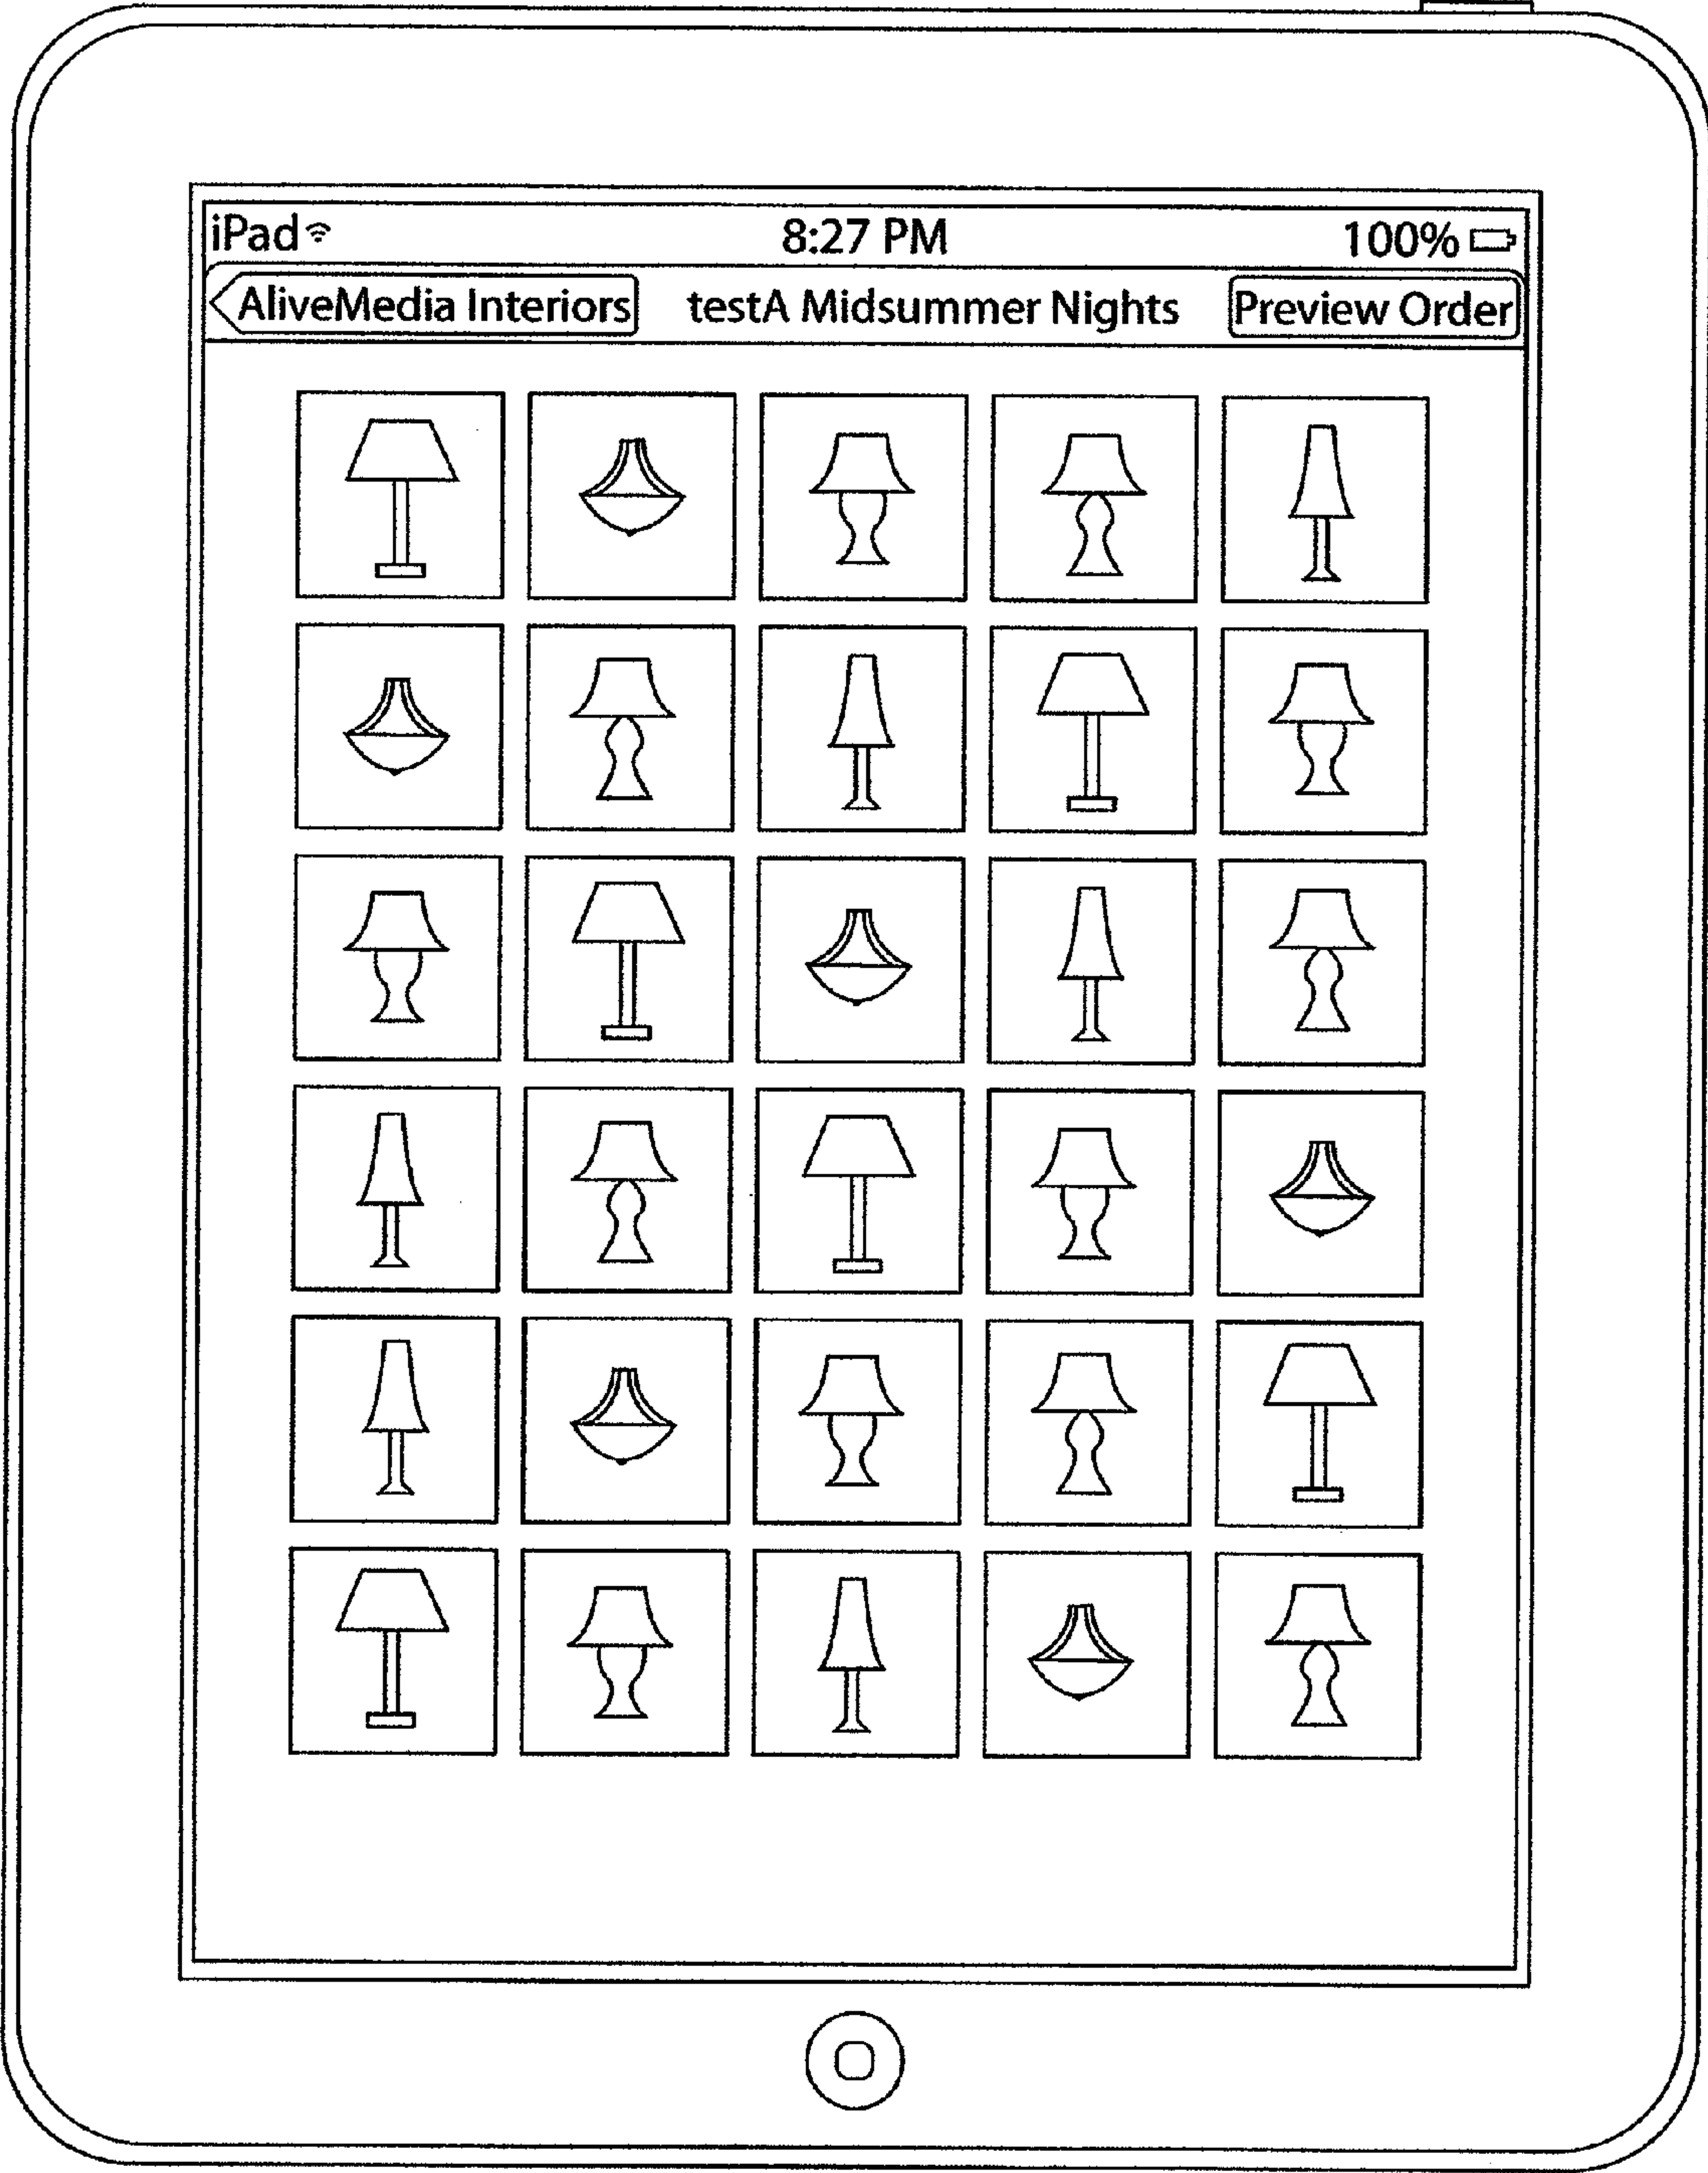 iPad 8:27 PM 100%
AliveMedia Interiors testA Midsummer Nights Preview Order